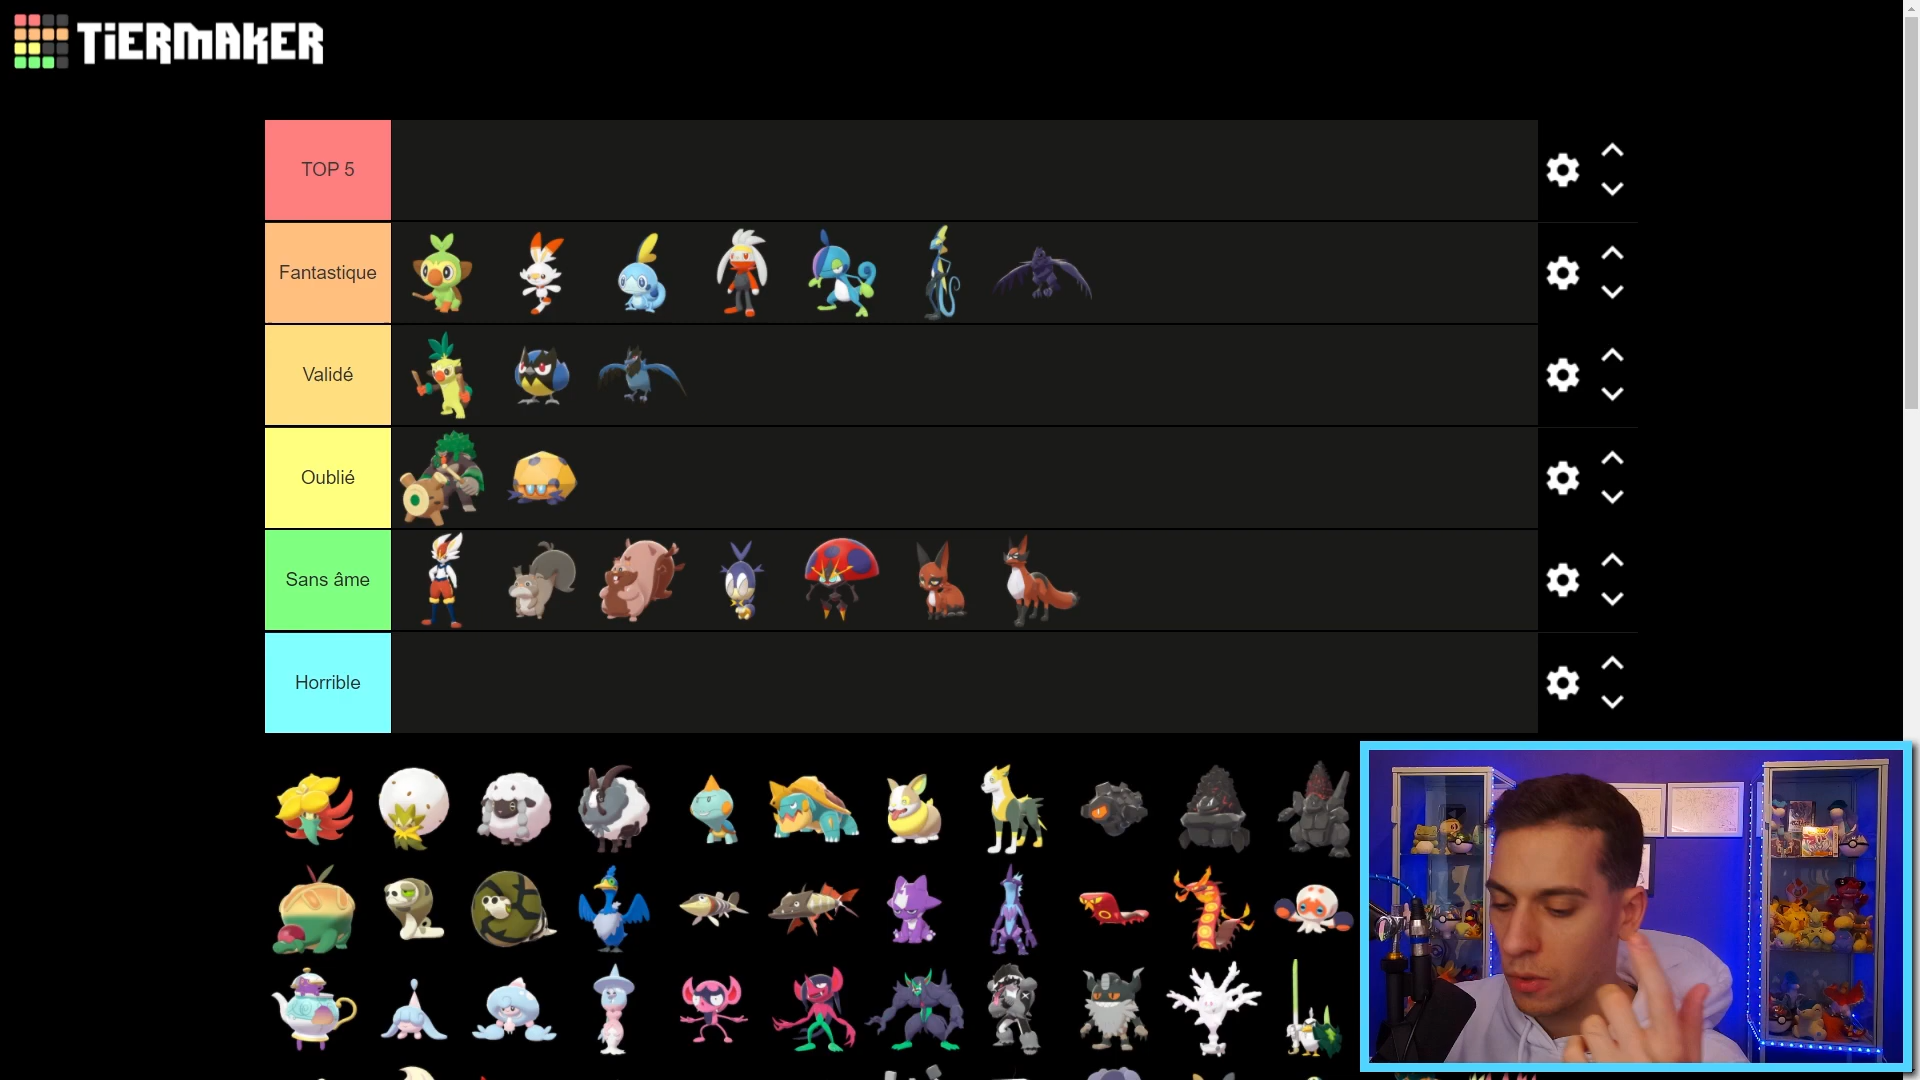 TiERMAKER
TOP 5
Fantastique
Validé
Oublié
Sans âme
Horrible